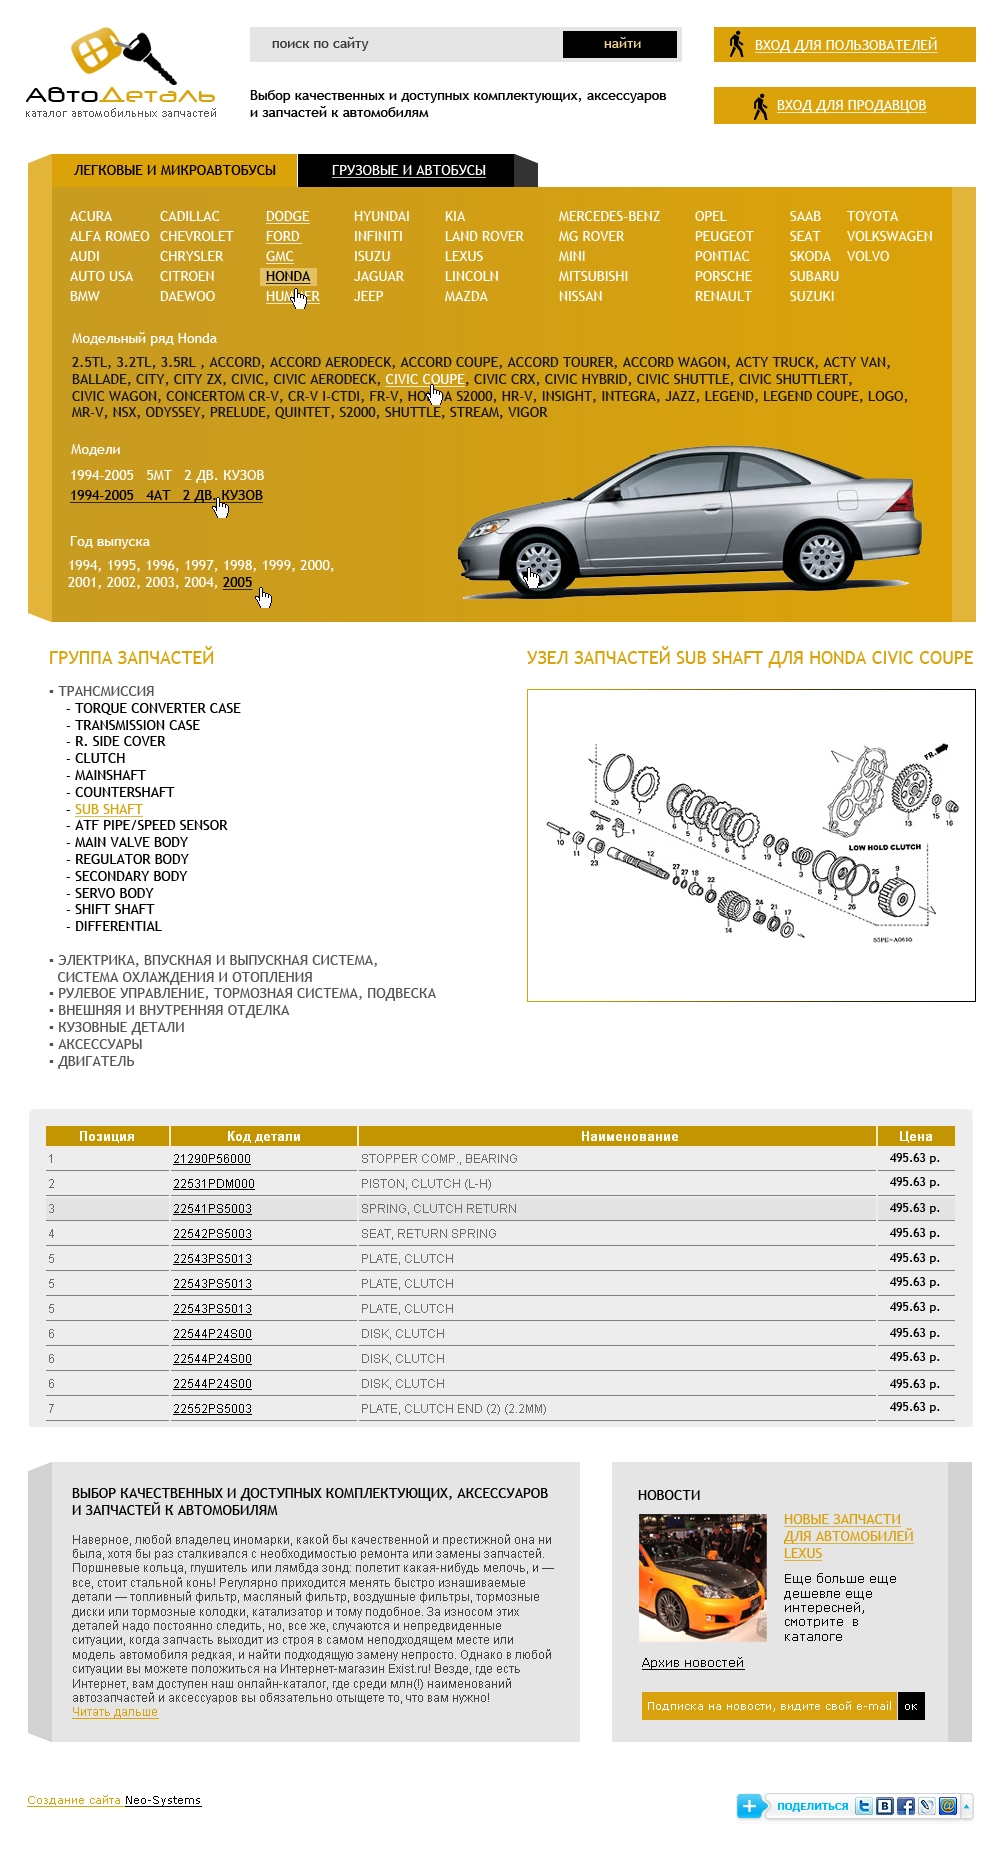 поиск по сайту
найти
ВХОД ДЛЯ ПОЛЬЗОВАТЕЛЕЙ
АвтоДеталь
каталог автомобильных запчастей
Выбор качественных и доступных комплектующих, аксессуаров
и запчастей к автомобилям
ВХОД ДЛЯ ПРОДАВЦОВ
ЛЕГКОВЫЕ И МИКРОАВТОБУСЫ
ГРУЗОВЫЕ И АВТОБУСЫ
ACURA CADILLAC DODGE HYUNDAI KIA MERCEDES-BENZ OPEL SAAB TOYOTA
ALFA ROMEO CHEVROLET FORD INFINITI LAND ROVER MG ROVER PEUGEOT SEAT VOLKSWAGEN
AUDI CHRYSLER GMC ISUZU LEXUS MINI PONTIAC SKODA VOLVO
AUTO USA CITROEN HONDA JAGUAR LINCOLN MITSUBISHI PORSCHE SUBARU
BMW DAEWOO HUMMER JEEP MAZDA NISSAN RENAULT SUZUKI
Модельный ряд Honda
2.5TL, 3.2TL, 3.5RL , ACCORD, ACCORD AERODECK, ACCORD COUPE, ACCORD TOURER, ACCORD WAGON, ACTY TRUCK, ACTY VAN,
BALLADE, CITY, CITY ZX, CIVIC, CIVIC AERODECK, CIVIC COUPE, CIVIC CRX, CIVIC HYBRID, CIVIC SHUTTLE, CIVIC SHUTTLERT,
CIVIC WAGON, CONCERTOM CR-V, CR-V I-CTDI, FR-V, HONDA S2000, HR-V, INSIGHT, INTEGRA, JAZZ, LEGEND, LEGEND COUPE, LOGO,
MR-V, NSX, ODYSSEY, PRELUDE, QUINTET, S2000, SHUTTLE, STREAM, VIGOR
Модели
1994-2005 5MT 2 ДВ. КУЗОВ
1994-2005 4AT 2 ДВ. КУЗОВ
Год выпуска
1994, 1995, 1996, 1997, 1998, 1999, 2000,
2001, 2002, 2003, 2004, 2005
ГРУППА ЗАПЧАСТЕЙ
▪ ТРАНСМИССИЯ
- TORQUE CONVERTER CASE
- TRANSMISSION CASE
- R. SIDE COVER
- CLUTCH
- MAINSHAFT
- COUNTERSHAFT
- SUB SHAFT
- ATF PIPE/SPEED SENSOR
- MAIN VALVE BODY
- REGULATOR BODY
- SECONDARY BODY
- SERVO BODY
- SHIFT SHAFT
- DIFFERENTIAL
▪ ЭЛЕКТРИКА, ВПУСКНАЯ И ВЫПУСКНАЯ СИСТЕМА,
СИСТЕМА ОХЛАЖДЕНИЯ И ОТОПЛЕНИЯ
▪ РУЛЕВОЕ УПРАВЛЕНИЕ, ТОРМОЗНАЯ СИСТЕМА, ПОДВЕСКА
▪ ВНЕШНЯЯ И ВНУТРЕННЯЯ ОТДЕЛКА
▪ КУЗОВНЫЕ ДЕТАЛИ
▪ АКСЕССУАРЫ
▪ ДВИГАТЕЛЬ
УЗЕЛ ЗАПЧАСТЕЙ SUB SHAFT ДЛЯ HONDA CIVIC COUPE
FR.
20 7 13 15 16
28 1 6 5 6 5 6 5
10 11 23 12 19 4 3
LOW HOLD CLUTCH
27 27 18 22 8 2 26 25 9
14 24 21 17
S5PE-A0610
Позиция Код детали Наименование Цена
1 21290P56000 STOPPER COMP., BEARING 495.63 р.
2 22531PDM000 PISTON, CLUTCH (L-H) 495.63 р.
3 22541PS5003 SPRING, CLUTCH RETURN 495.63 р.
4 22542PS5003 SEAT, RETURN SPRING 495.63 р.
5 22543PS5013 PLATE, CLUTCH 495.63 р.
5 22543PS5013 PLATE, CLUTCH 495.63 р.
5 22543PS5013 PLATE, CLUTCH 495.63 р.
6 22544P24S00 DISK, CLUTCH 495.63 р.
6 22544P24S00 DISK, CLUTCH 495.63 р.
6 22544P24S00 DISK, CLUTCH 495.63 р.
7 22552PS5003 PLATE, CLUTCH END (2) (2.2MM) 495.63 р.
ВЫБОР КАЧЕСТВЕННЫХ И ДОСТУПНЫХ КОМПЛЕКТУЮЩИХ, АКСЕССУАРОВ
И ЗАПЧАСТЕЙ К АВТОМОБИЛЯМ
Наверное, любой владелец иномарки, какой бы качественной и престижной она ни
была, хотя бы раз сталкивался с необходимостью ремонта или замены запчастей.
Поршневые кольца, глушитель или лямбда зонд: полетит какая-нибудь мелочь, и —
все, стоит стальной конь! Регулярно приходится менять быстро изнашиваемые
детали — топливный фильтр, масляный фильтр, воздушные фильтры, тормозные
диски или тормозные колодки, катализатор и тому подобное. За износом этих
деталей надо постоянно следить, но, все же, случаются и непредвиденные
ситуации, когда запчасть выходит из строя в самом неподходящем месте или
модель автомобиля редкая, и найти подходящую замену непросто. Однако в любой
ситуации вы можете положиться на Интернет-магазин Exist.ru! Везде, где есть
Интернет, вам доступен наш онлайн-каталог, где среди млн(!) наименований
автозапчастей и аксессуаров вы обязательно отыщете то, что вам нужно!
Читать дальше
НОВОСТИ
НОВЫЕ ЗАПЧАСТИ
ДЛЯ АВТОМОБИЛЕЙ
LEXUS
Еще больше еще
дешевле еще
интересней,
смотрите в
каталоге
Архив новостей
Подписка на новости, видите свой e-mail
ок
Создание сайта Neo-Systems
ПОДЕЛИТЬСЯ